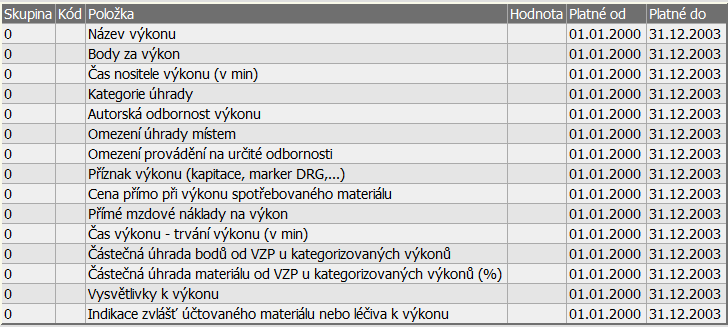 Skupina Kód Položka Hodnota Platné od Platné do
0 Název výkonu 01.01.2000 31.12.2003
0 Body za výkon 01.01.2000 31.12.2003
0 Čas nositele výkonu (v min) 01.01.2000 31.12.2003
0 Kategorie úhrady 01.01.2000 31.12.2003
0 Autorská odbornost výkonu 01.01.2000 31.12.2003
0 Omezení úhrady místem 01.01.2000 31.12.2003
0 Omezení provádění na určité odbornosti 01.01.2000 31.12.2003
0 Příznak výkonu (kapitace, marker DRG,...) 01.01.2000 31.12.2003
0 Cena přímo při výkonu spotřebovaného materiálu 01.01.2000 31.12.2003
0 Přímé mzdové náklady na výkon 01.01.2000 31.12.2003
0 Čas výkonu - trvání výkonu (v min) 01.01.2000 31.12.2003
0 Částečná úhrada bodů od VZP u kategorizovaných výkonů 01.01.2000 31.12.2003
0 Částečná úhrada materiálu od VZP u kategorizovaných výkonů (%) 01.01.2000 31.12.2003
0 Vysvětlivky k výkonu 01.01.2000 31.12.2003
0 Indikace zvlášť účtovaného materiálu nebo léčiva k výkonu 01.01.2000 31.12.2003